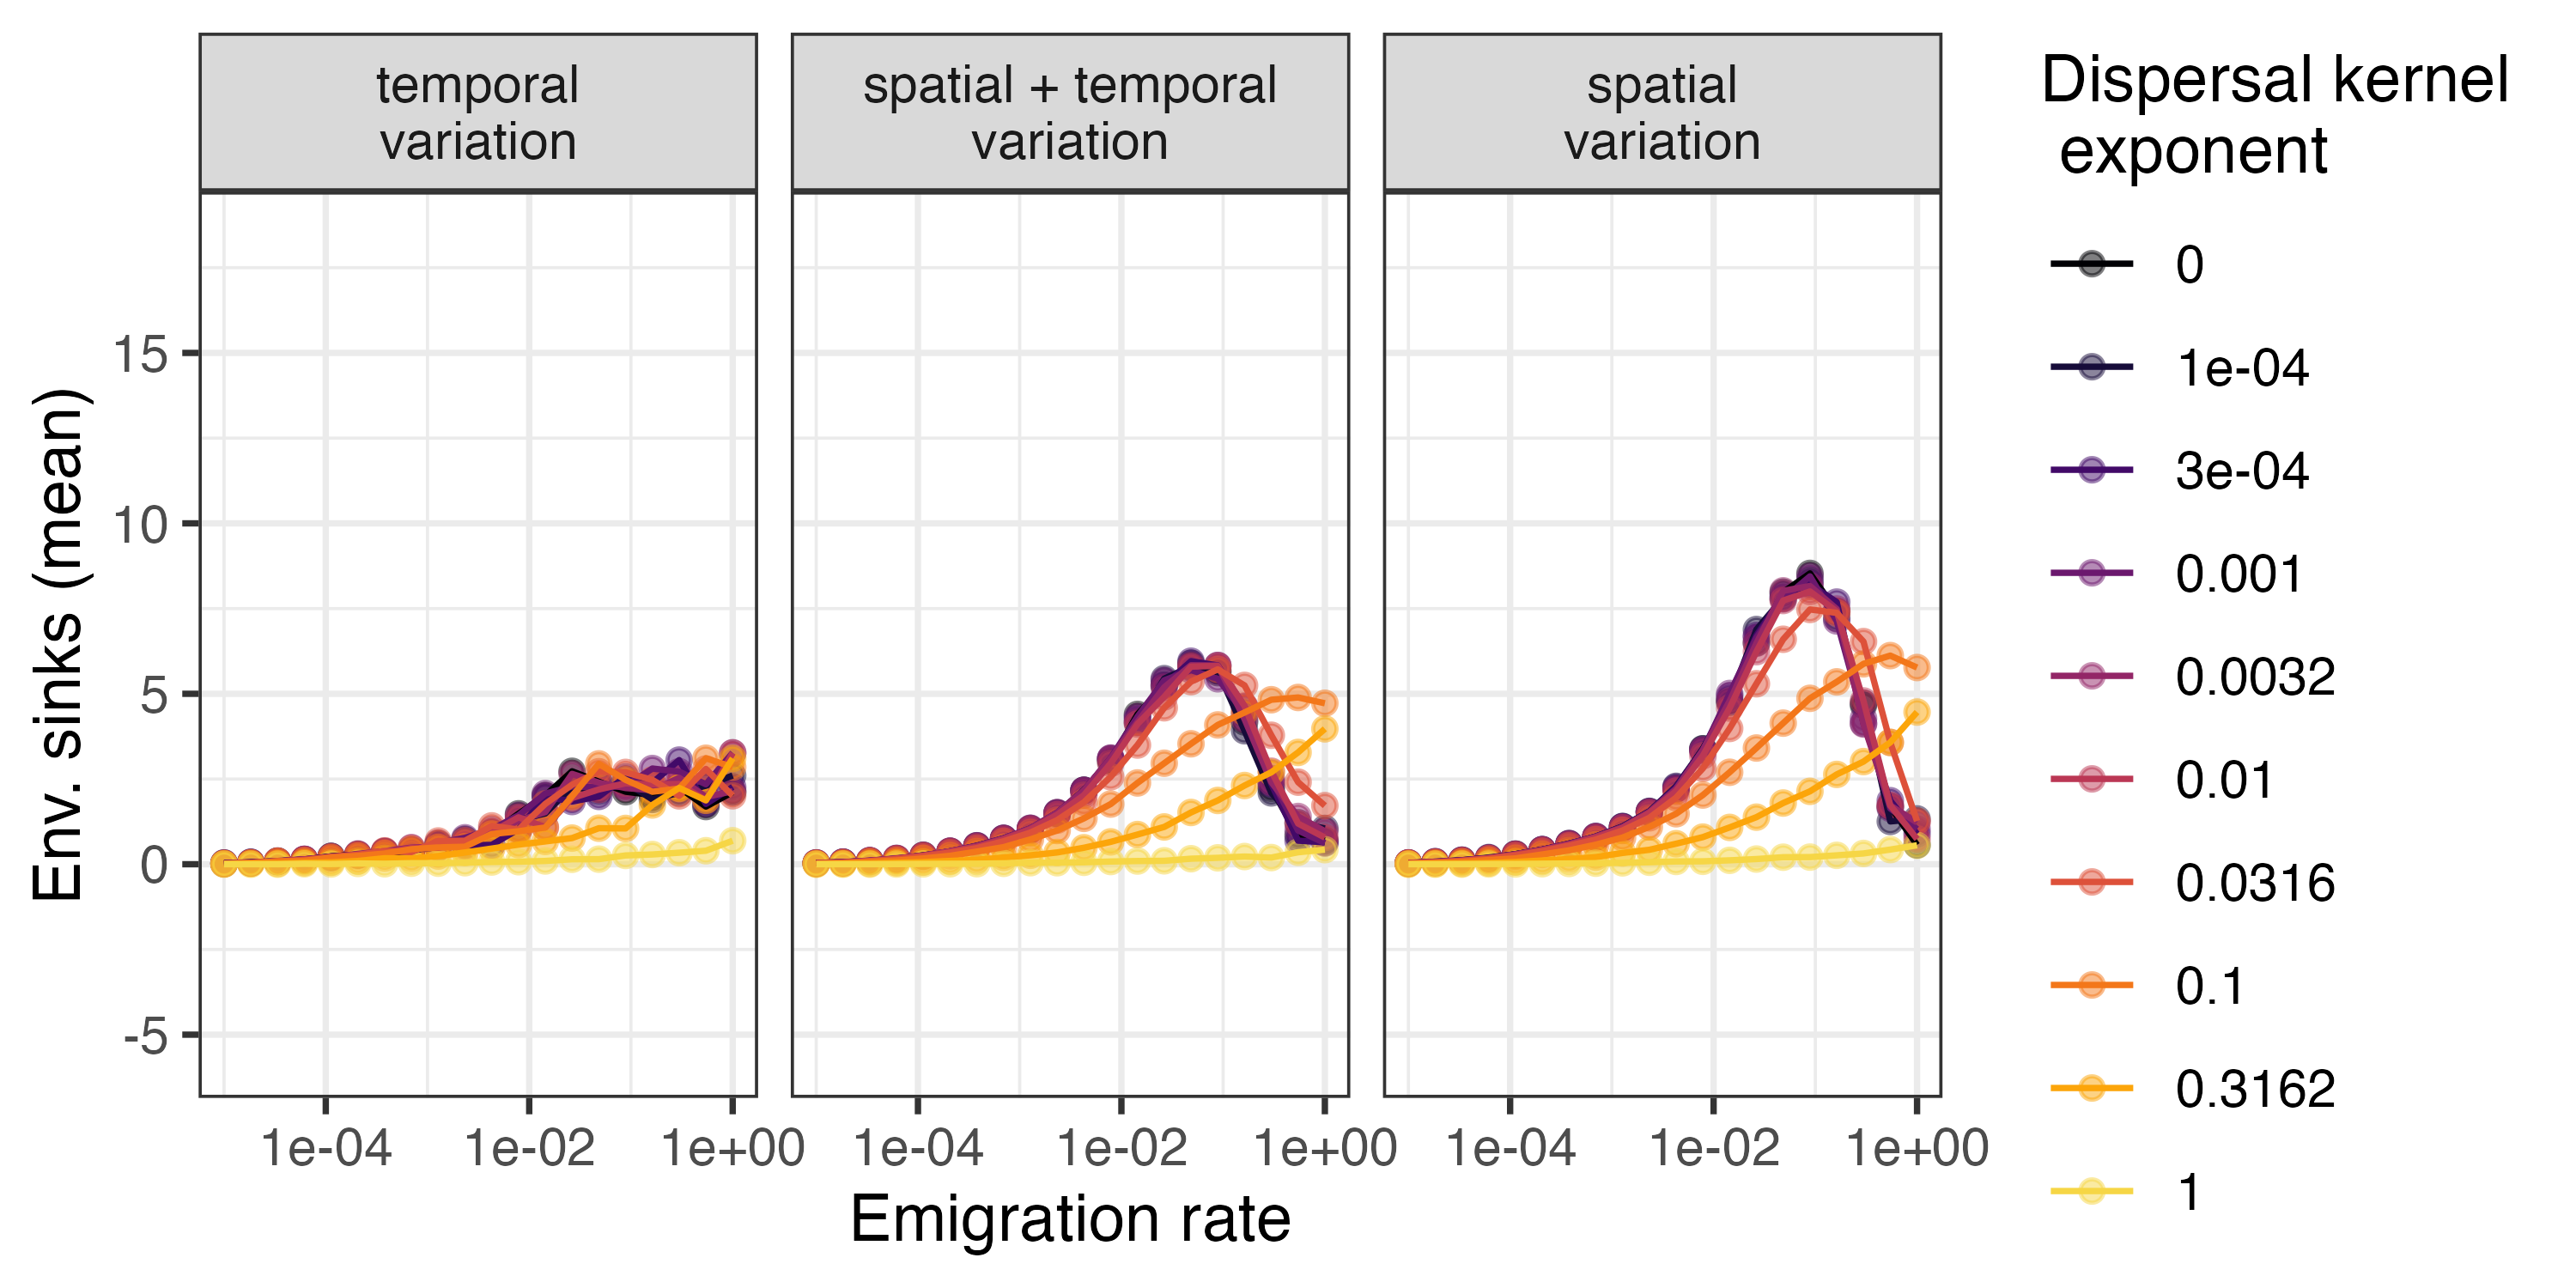 temporal
variation
spatial + temporal
variation
spatial
variation
Env. sinks (mean)
15
10
5
0
-5
1e-04
1e-02
1e+00
1e-04
1e-02
1e+00
1e-04
1e-02
1e+00
Emigration rate
Dispersal kernel
exponent
0
1e-04
3e-04
0.001
0.0032
0.01
0.0316
0.1
0.3162
1